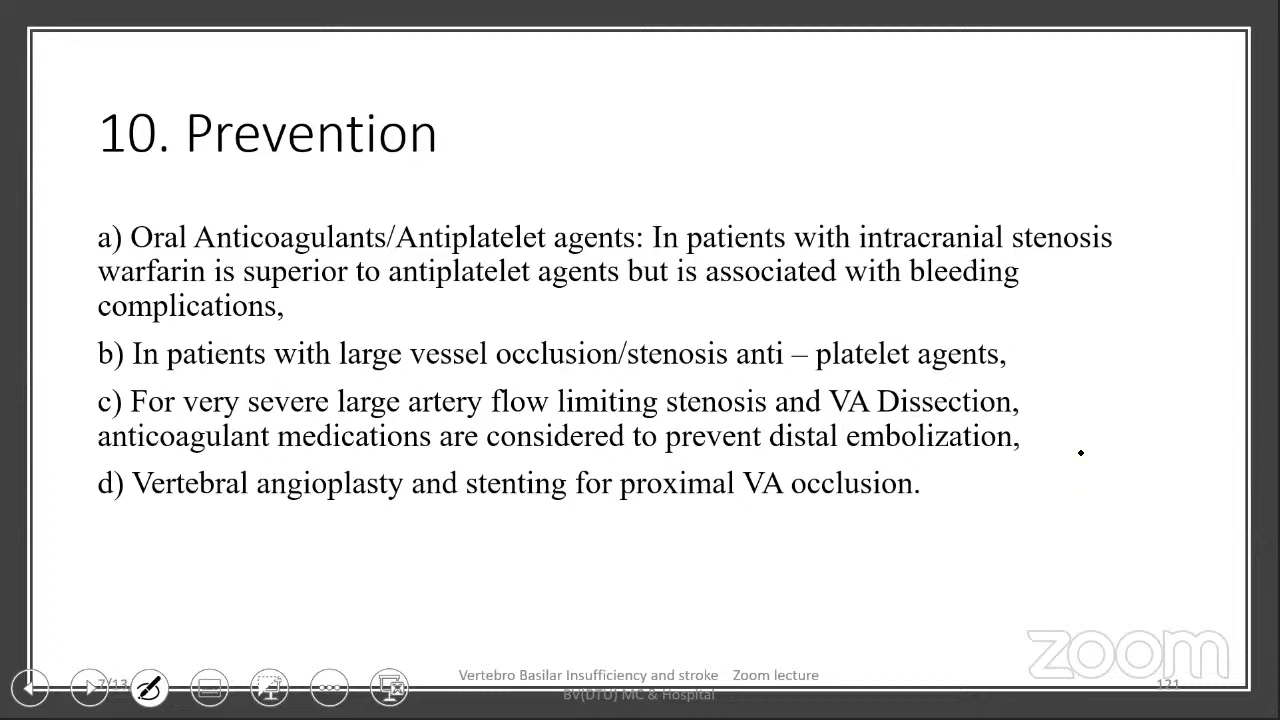 10. Prevention
a) Oral Anticoagulants/Antiplatelet agents: In patients with intracranial stenosis
warfarin is superior to antiplatelet agents but is associated with bleeding
complications,
b) In patients with large vessel occlusion/stenosis anti – platelet agents,
c) For very severe large artery flow limiting stenosis and VA Dissection,
anticoagulant medications are considered to prevent distal embolization,
d) Vertebral angioplasty and stenting for proximal VA occlusion.
zoom
Vertebro Basilar Insufficiency and stroke Zoom lecture
BV(DTU) MC & Hospital
121